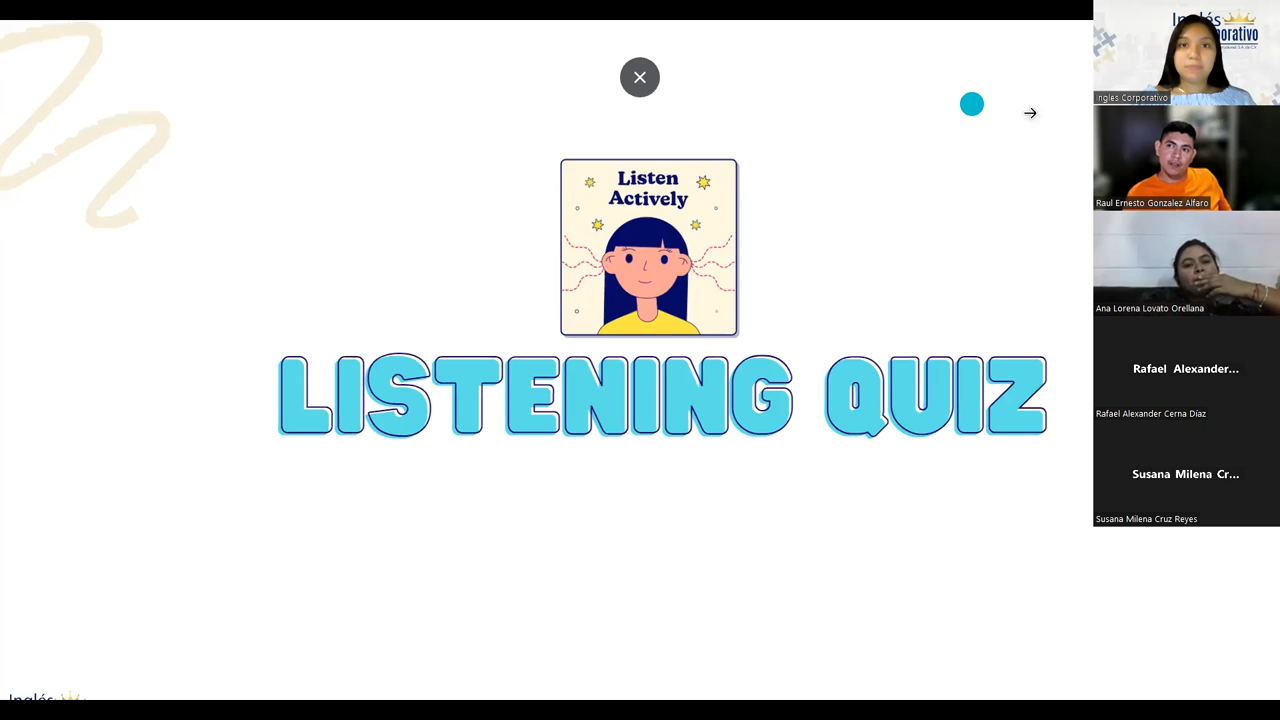 Listen
Actively
LISTENING QUIZ
Inglés
Ingles Corporativo
Raul Ernesto Gonzalez Alfaro
Ana Lorena Lovato Orellana
Rafael Alexander...
Rafael Alexander Cerna Díaz
Susana Milena Cr...
Susana Milena Cruz Reyes